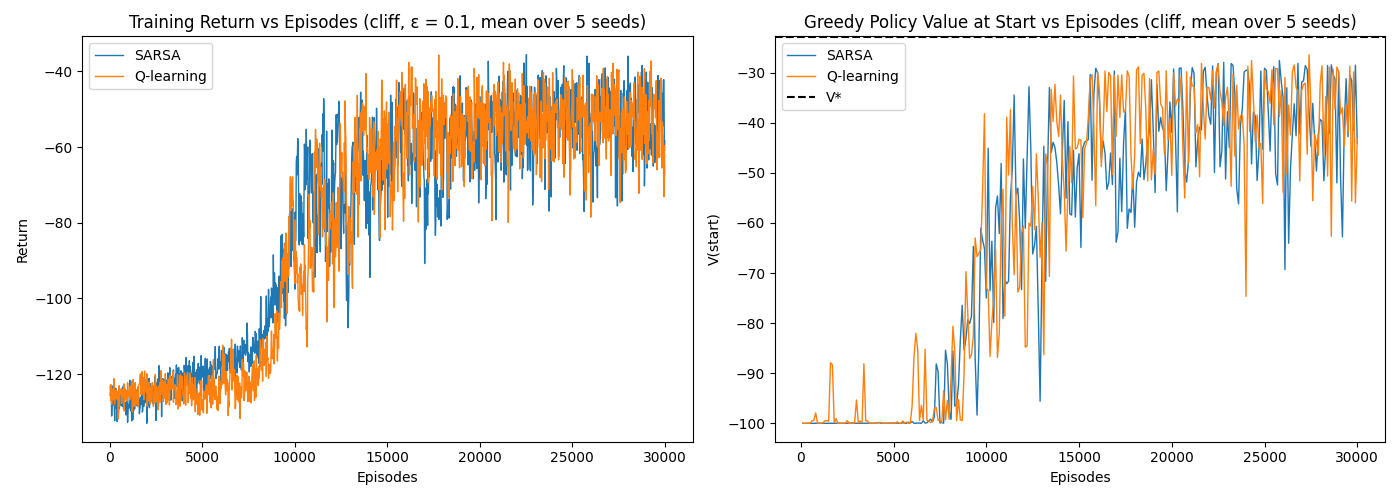 Training Return vs Episodes (cliff, ε = 0.1, mean over 5 seeds)
SARSA
Q-learning
Return
−40
−60
−80
−100
−120
0
5000
10000
15000
20000
25000
30000
Episodes
Greedy Policy Value at Start vs Episodes (cliff, mean over 5 seeds)
SARSA
Q-learning
V*
V(start)
−30
−40
−50
−60
−70
−80
−90
−100
0
5000
10000
15000
20000
25000
30000
Episodes